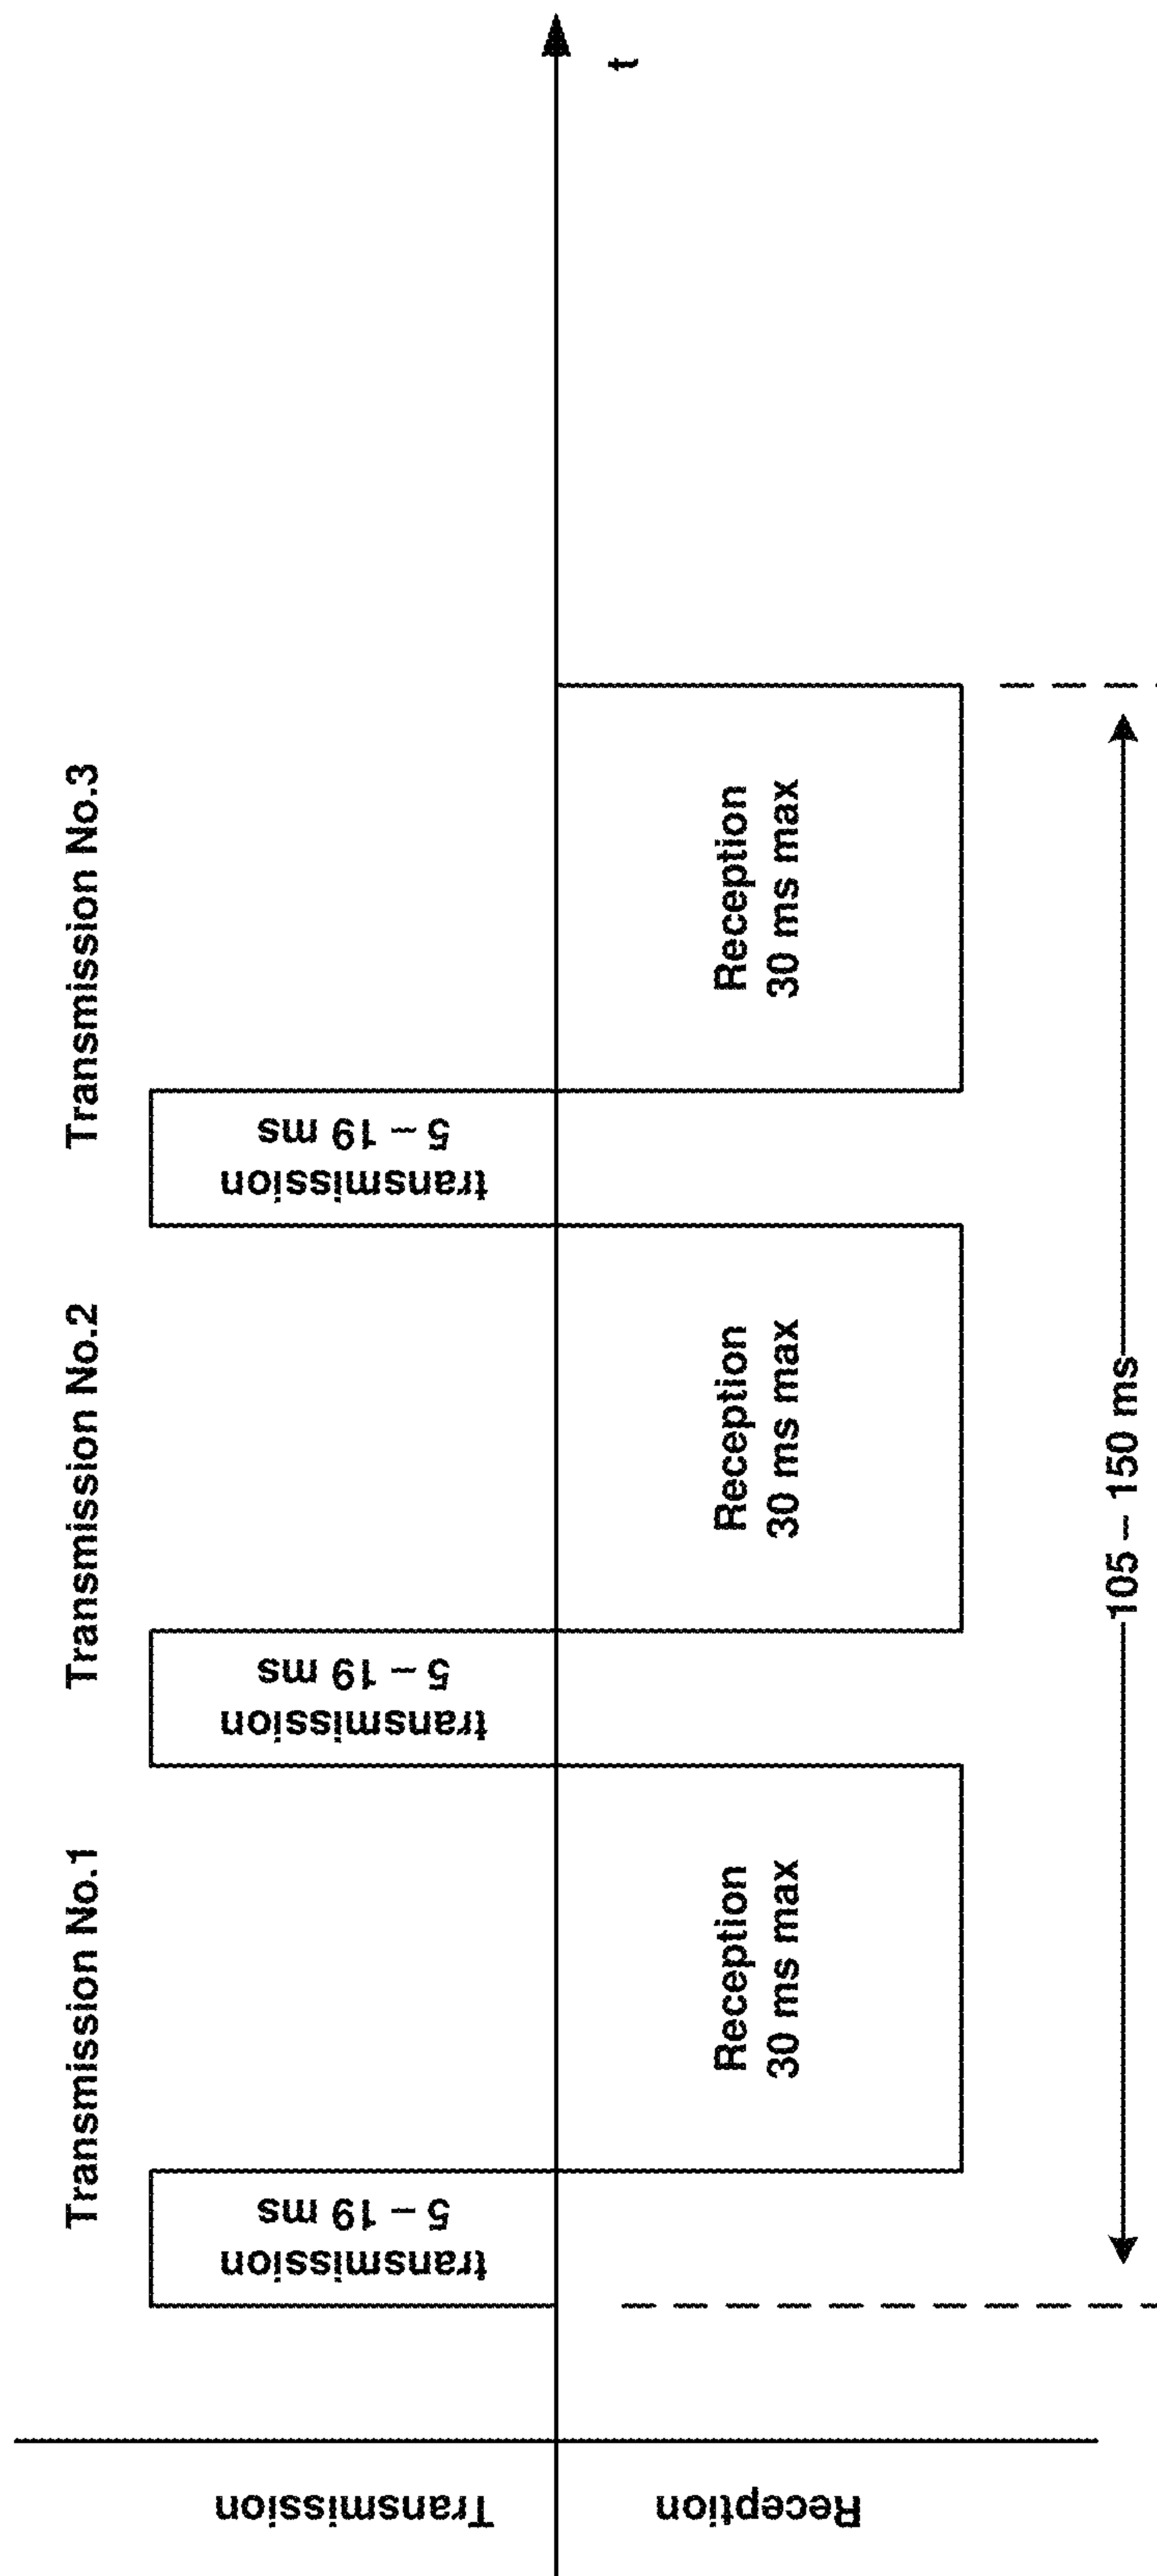 Transmission No.1
Transmission No.2
Transmission No.3
Transmission
transmission
5 – 19 ms
transmission
5 – 19 ms
transmission
5 – 19 ms
t
Reception
Reception
30 ms max
Reception
30 ms max
Reception
30 ms max
105 – 150 ms